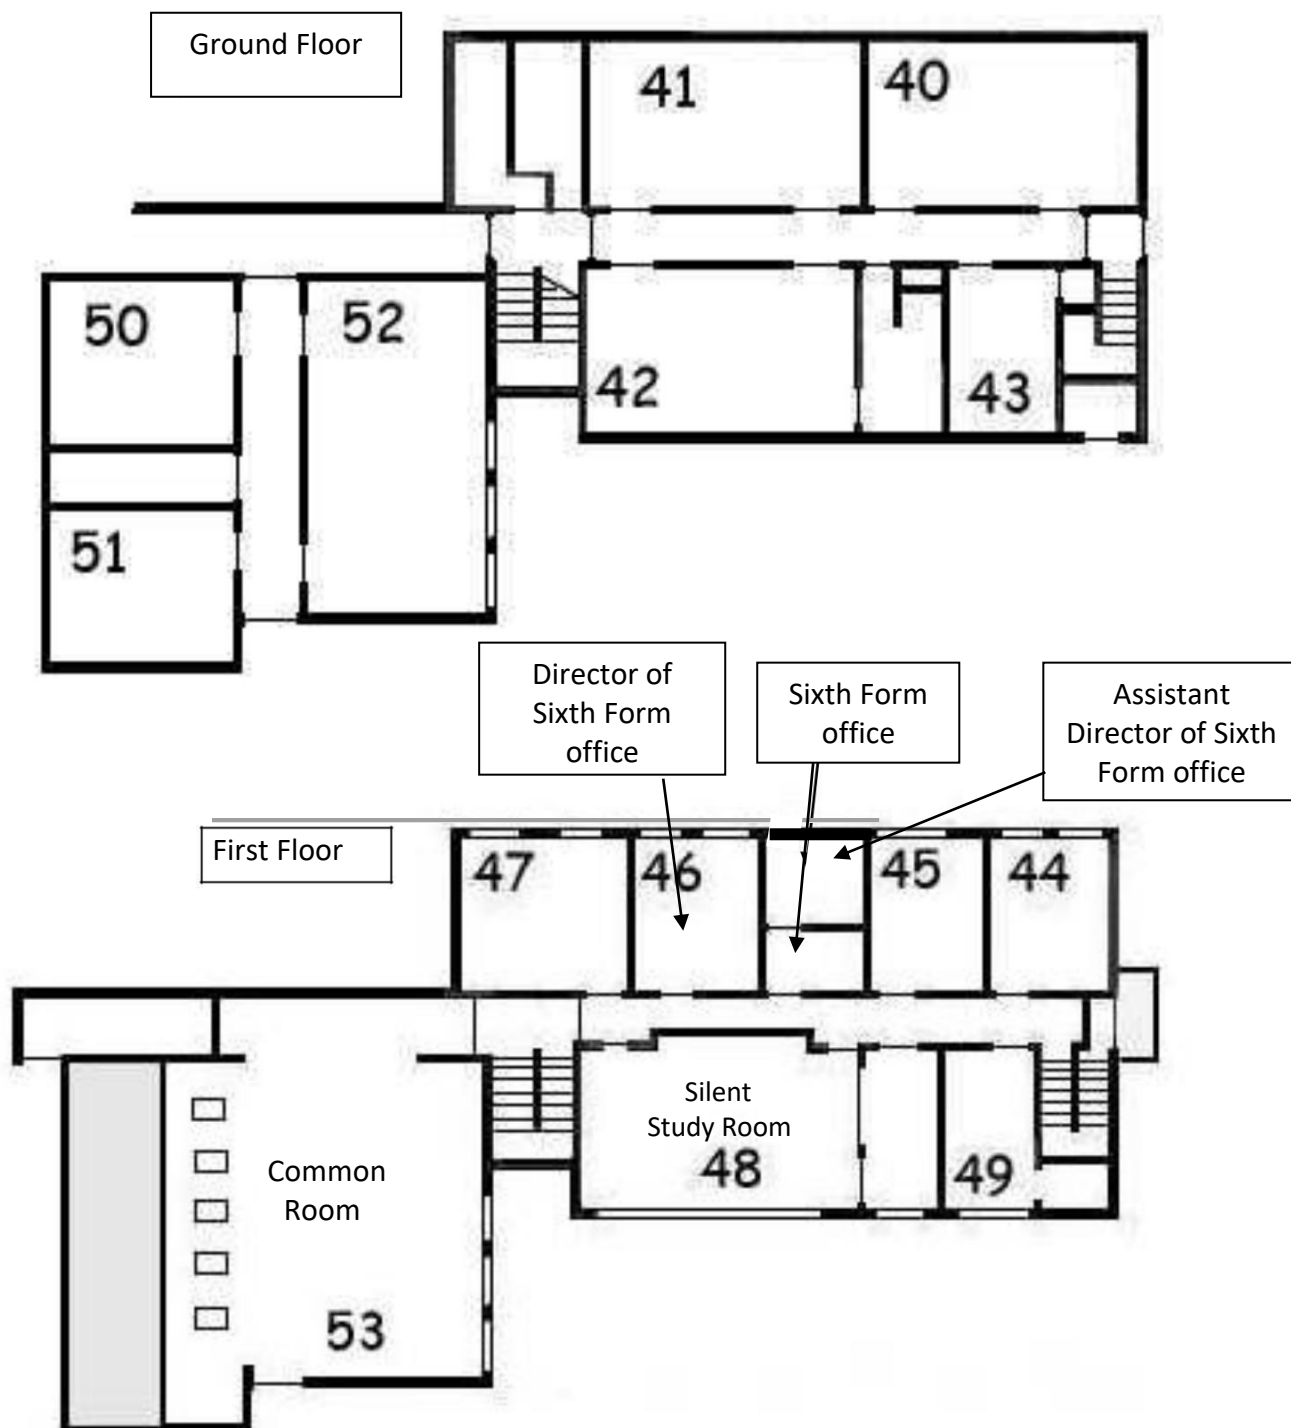 Ground Floor
41
40
50
52
42
43
51
Director of
Sixth Form
office
Sixth Form
office
Assistant
Director of Sixth
Form office
First Floor
47
46
45
44
Silent
Study Room
48
49
Common
Room
53